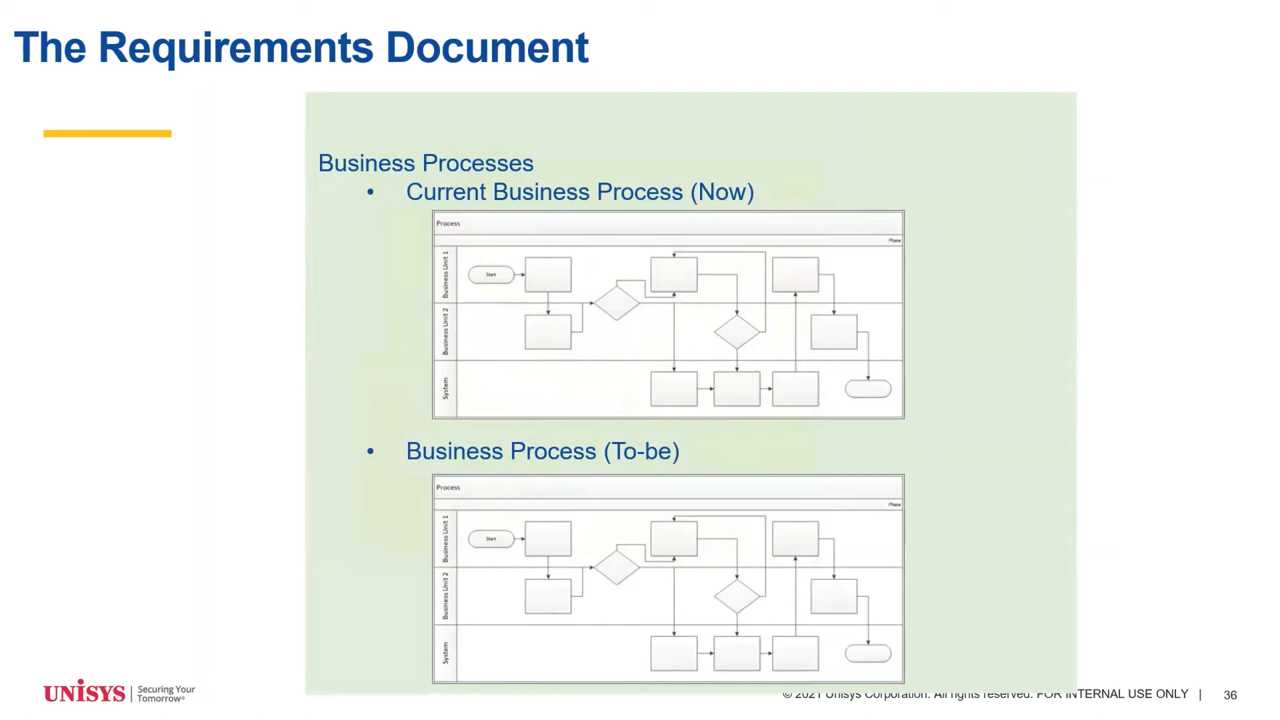 The Requirements Document
Business Processes
• Current Business Process (Now)
Process
Phase
Business Unit 1
Start
Business Unit 2
System
• Business Process (To-be)
Process
Phase
Business Unit 1
Start
Business Unit 2
System
UNISYS | Securing Your
Tomorrow®
© 2021 Unisys Corporation. All rights reserved. FOR INTERNAL USE ONLY | 36